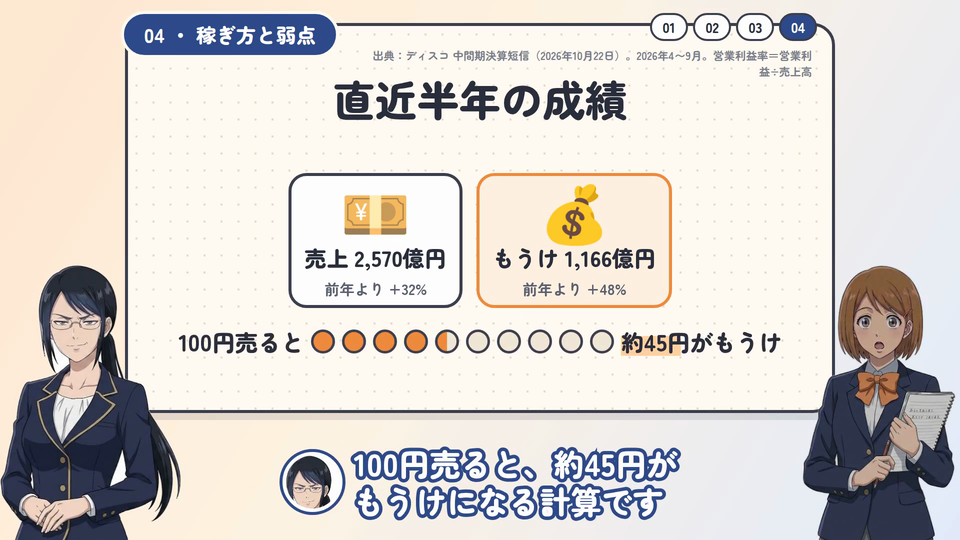 04 ・ 稼ぎ方と弱点
01 02 03 04
出典：ディスコ 中間期決算短信（2026年10月22日）。2026年4〜9月。営業利益率＝営業利
益÷売上高
直近半年の成績
売上 2,570億円
前年より +32%
もうけ 1,166億円
前年より +48%
100円売ると 約45円がもうけ
100円売ると、約45円が
もうけになる計算です